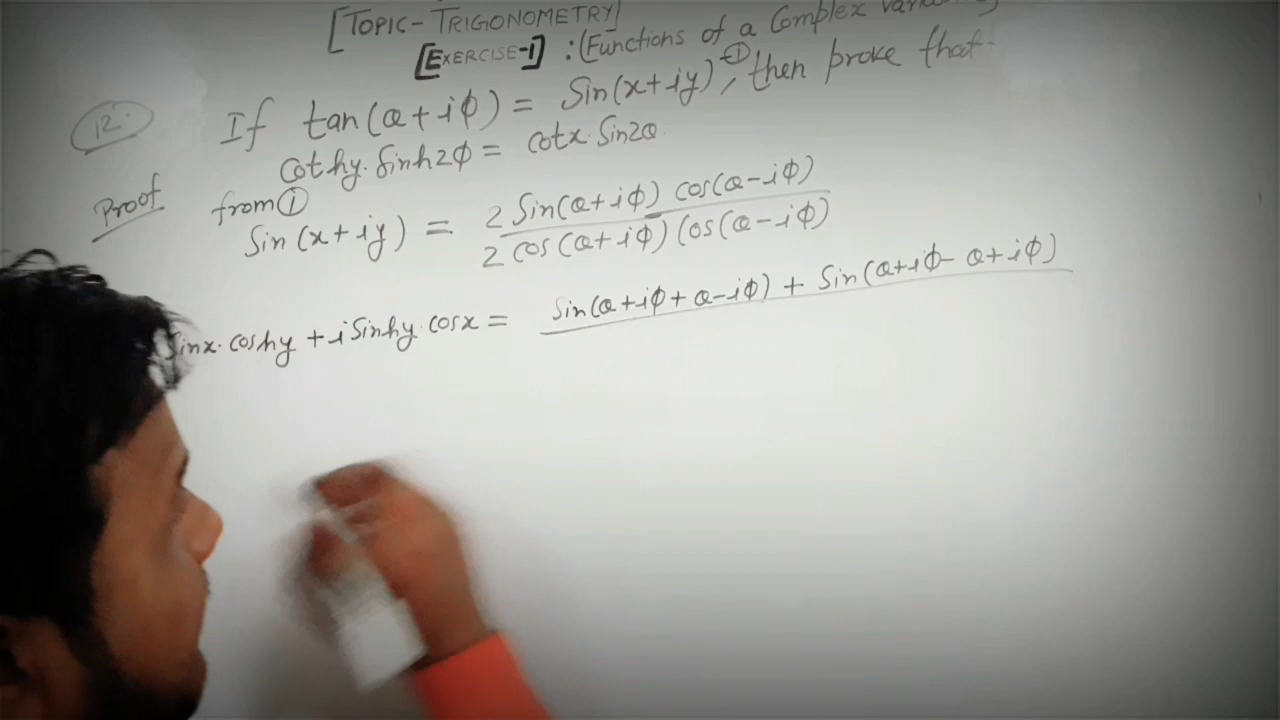 [TOPIC - TRIGONOMETRY]
[EXERCISE-1] : (Functions of a Complex
12. If tan(θ+iϕ) = Sin(x+iy)①, then prove that-
cothy. Sinh2ϕ = cotx. Sin2θ
Proof from ①
Sin(x+iy) = 2 Sin(θ+iϕ) cos(θ-iϕ)
2 cos(θ+iϕ) Cos(θ-iϕ)
Sinx. coshy + i Sinhy. cosx = Sin(θ+iϕ+θ-iϕ) + Sin(θ+iϕ-θ+iϕ)